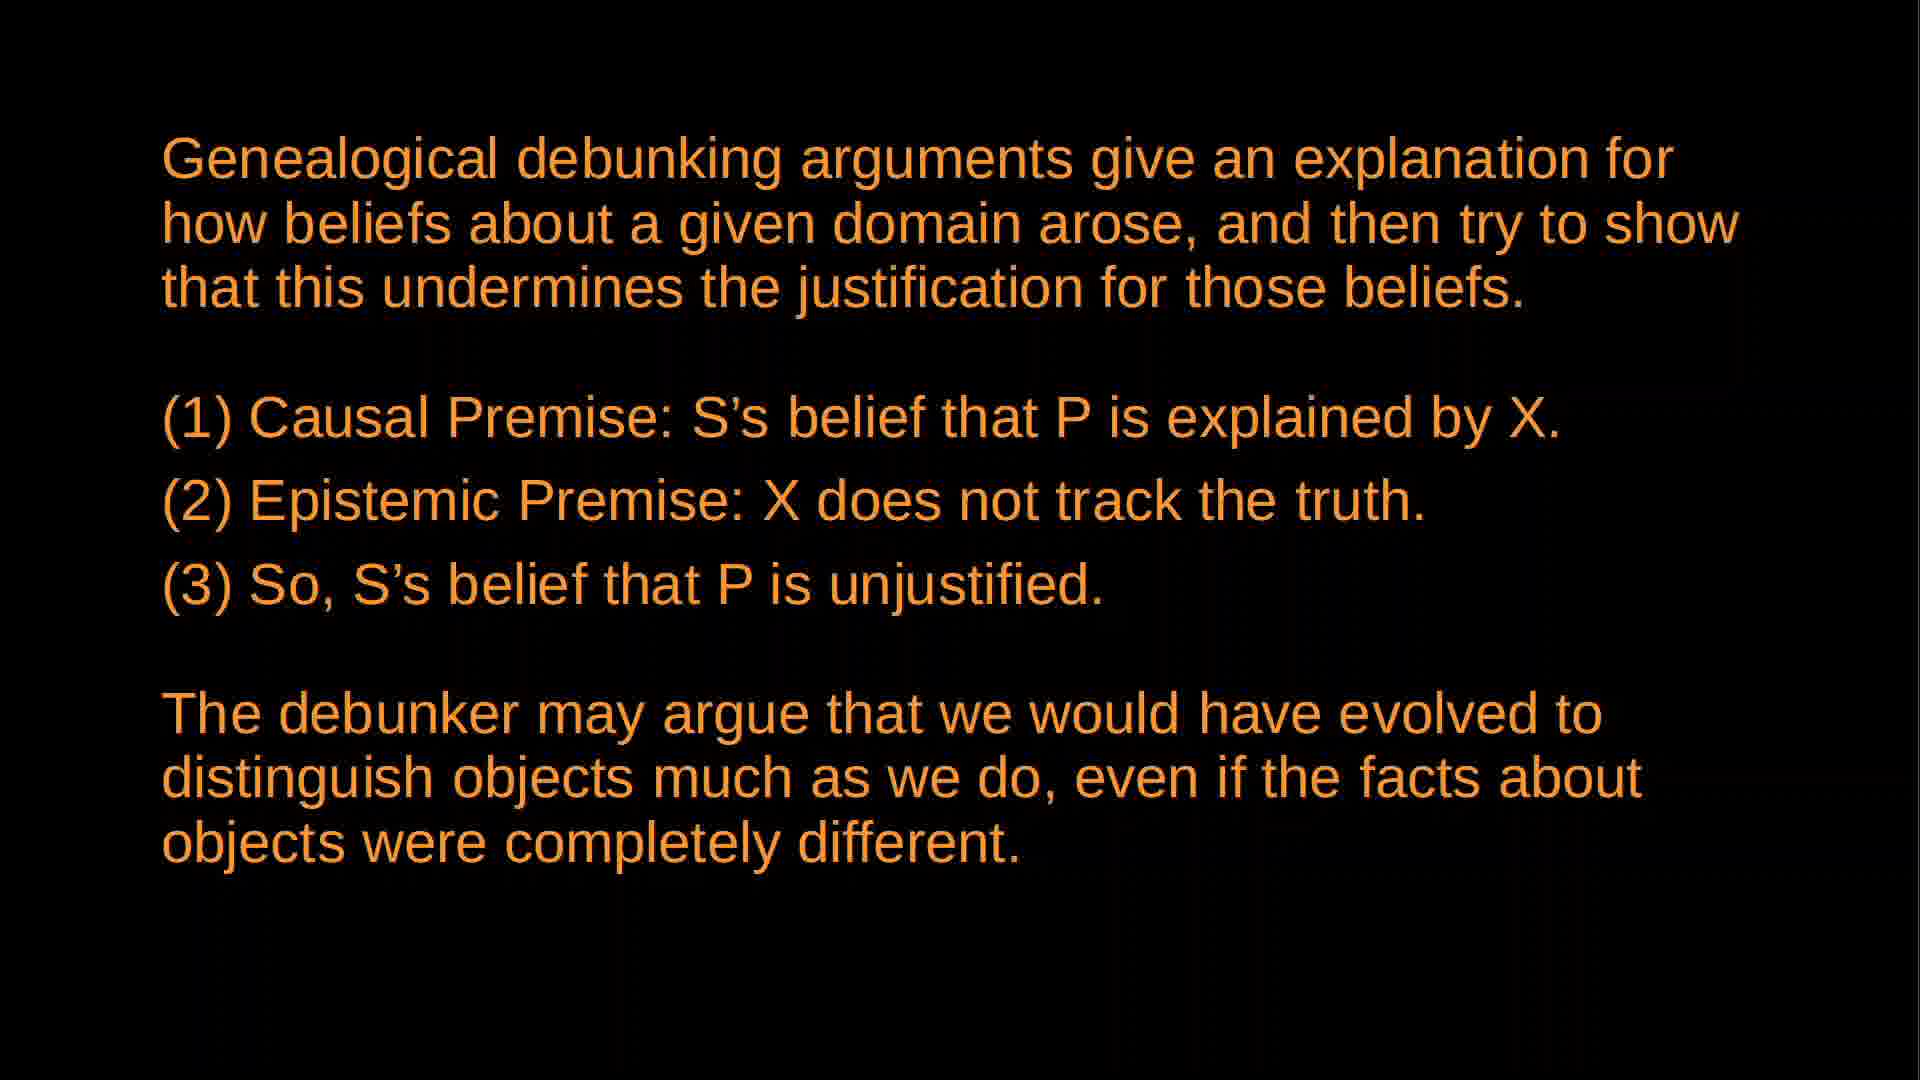 Genealogical debunking arguments give an explanation for
how beliefs about a given domain arose, and then try to show
that this undermines the justification for those beliefs.
(1) Causal Premise: S’s belief that P is explained by X.
(2) Epistemic Premise: X does not track the truth.
(3) So, S’s belief that P is unjustified.
The debunker may argue that we would have evolved to
distinguish objects much as we do, even if the facts about
objects were completely different.